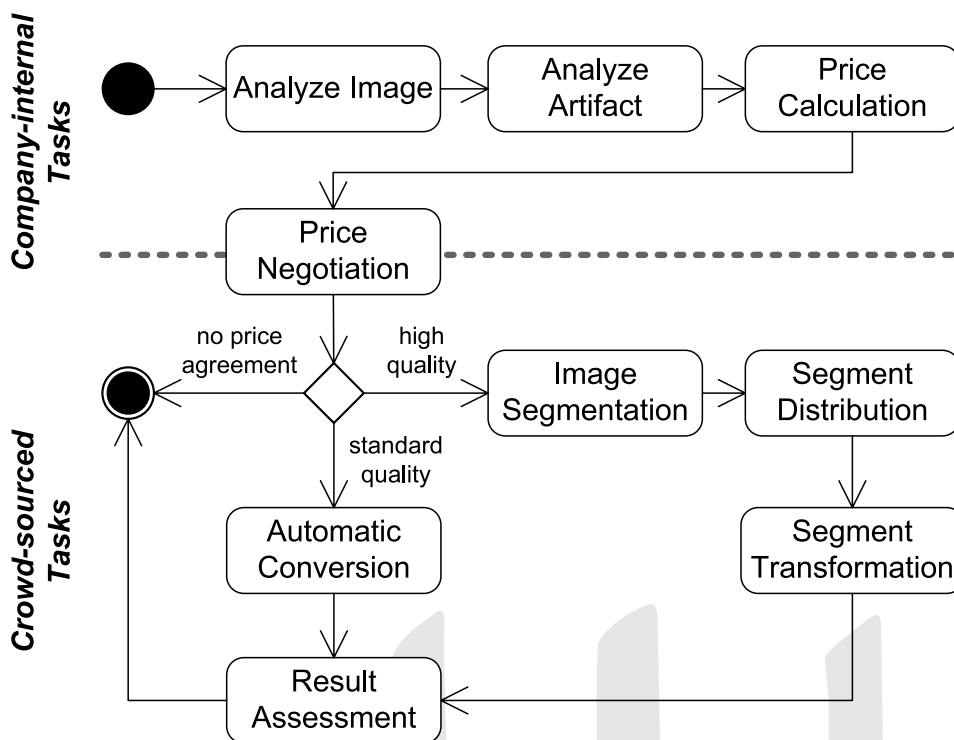 Company-internal
Tasks
Analyze Image
Analyze
Artifact
Price
Calculation
Price
Negotiation
no price
agreement
high
quality
Image
Segmentation
Segment
Distribution
standard
quality
Crowd-sourced
Tasks
Automatic
Conversion
Segment
Transformation
Result
Assessment